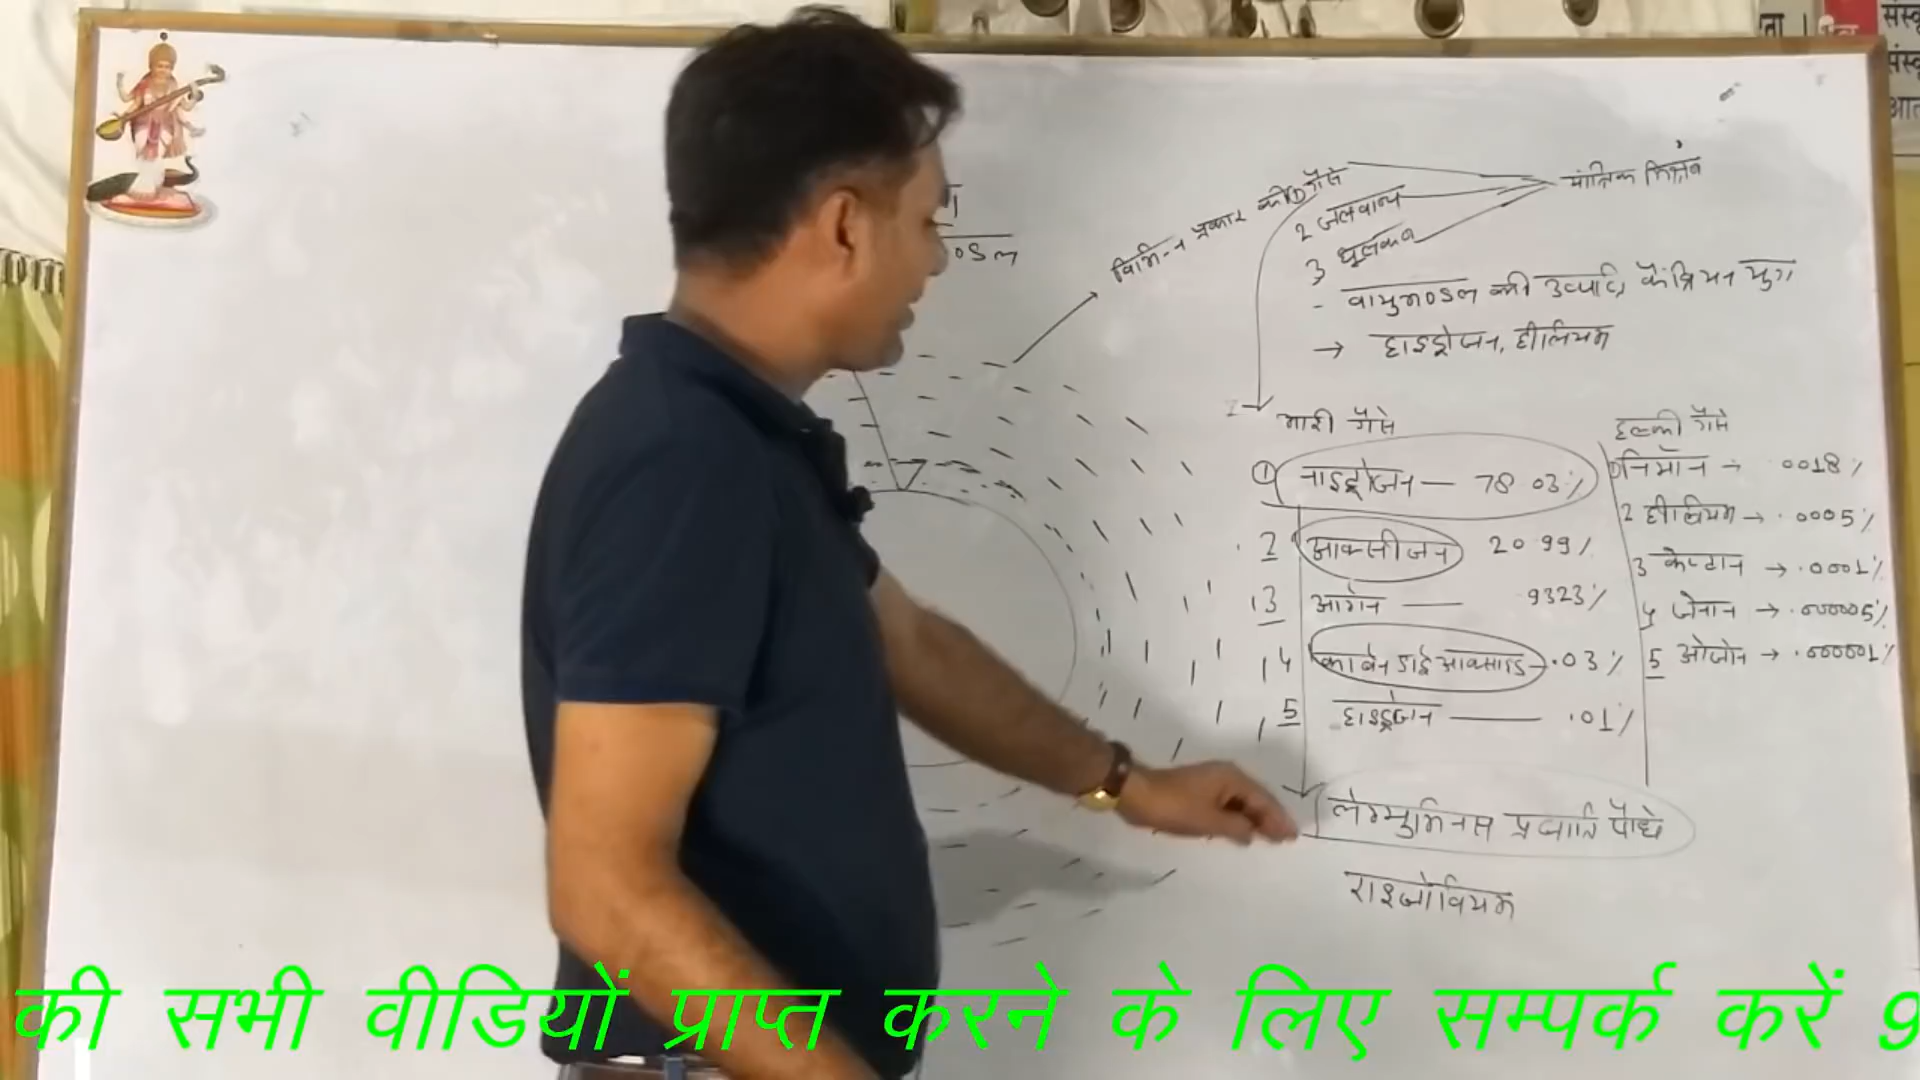 विभिन्न प्रकार की ① गैसे
2 जलवाष्प
3 धूलकण
यांत्रिक मिश्रण
- वायुमण्डल की उत्पत्ति कैंब्रियन युग
→ हाइड्रोजन, हीलियम
भारी गैसे
① नाइट्रोजन — 78.03%
2 आक्सीजन 20.99%
3 आर्गन — .9323%
4 कार्बन डाई आक्साइड - .03%
5 हाइड्रोजन — .01%
हल्की गैसे
① निऑन → .0018%
2 हीलियम → .0005%
3 क्रेप्टान → .0001%
4 जेनान → .000005%
5 ओजोन → .000001%
लेग्युमिनस प्रजाति पौधे
राइजोबियम
की सभी वीडियों प्राप्त करने के लिए सम्पर्क करें 9